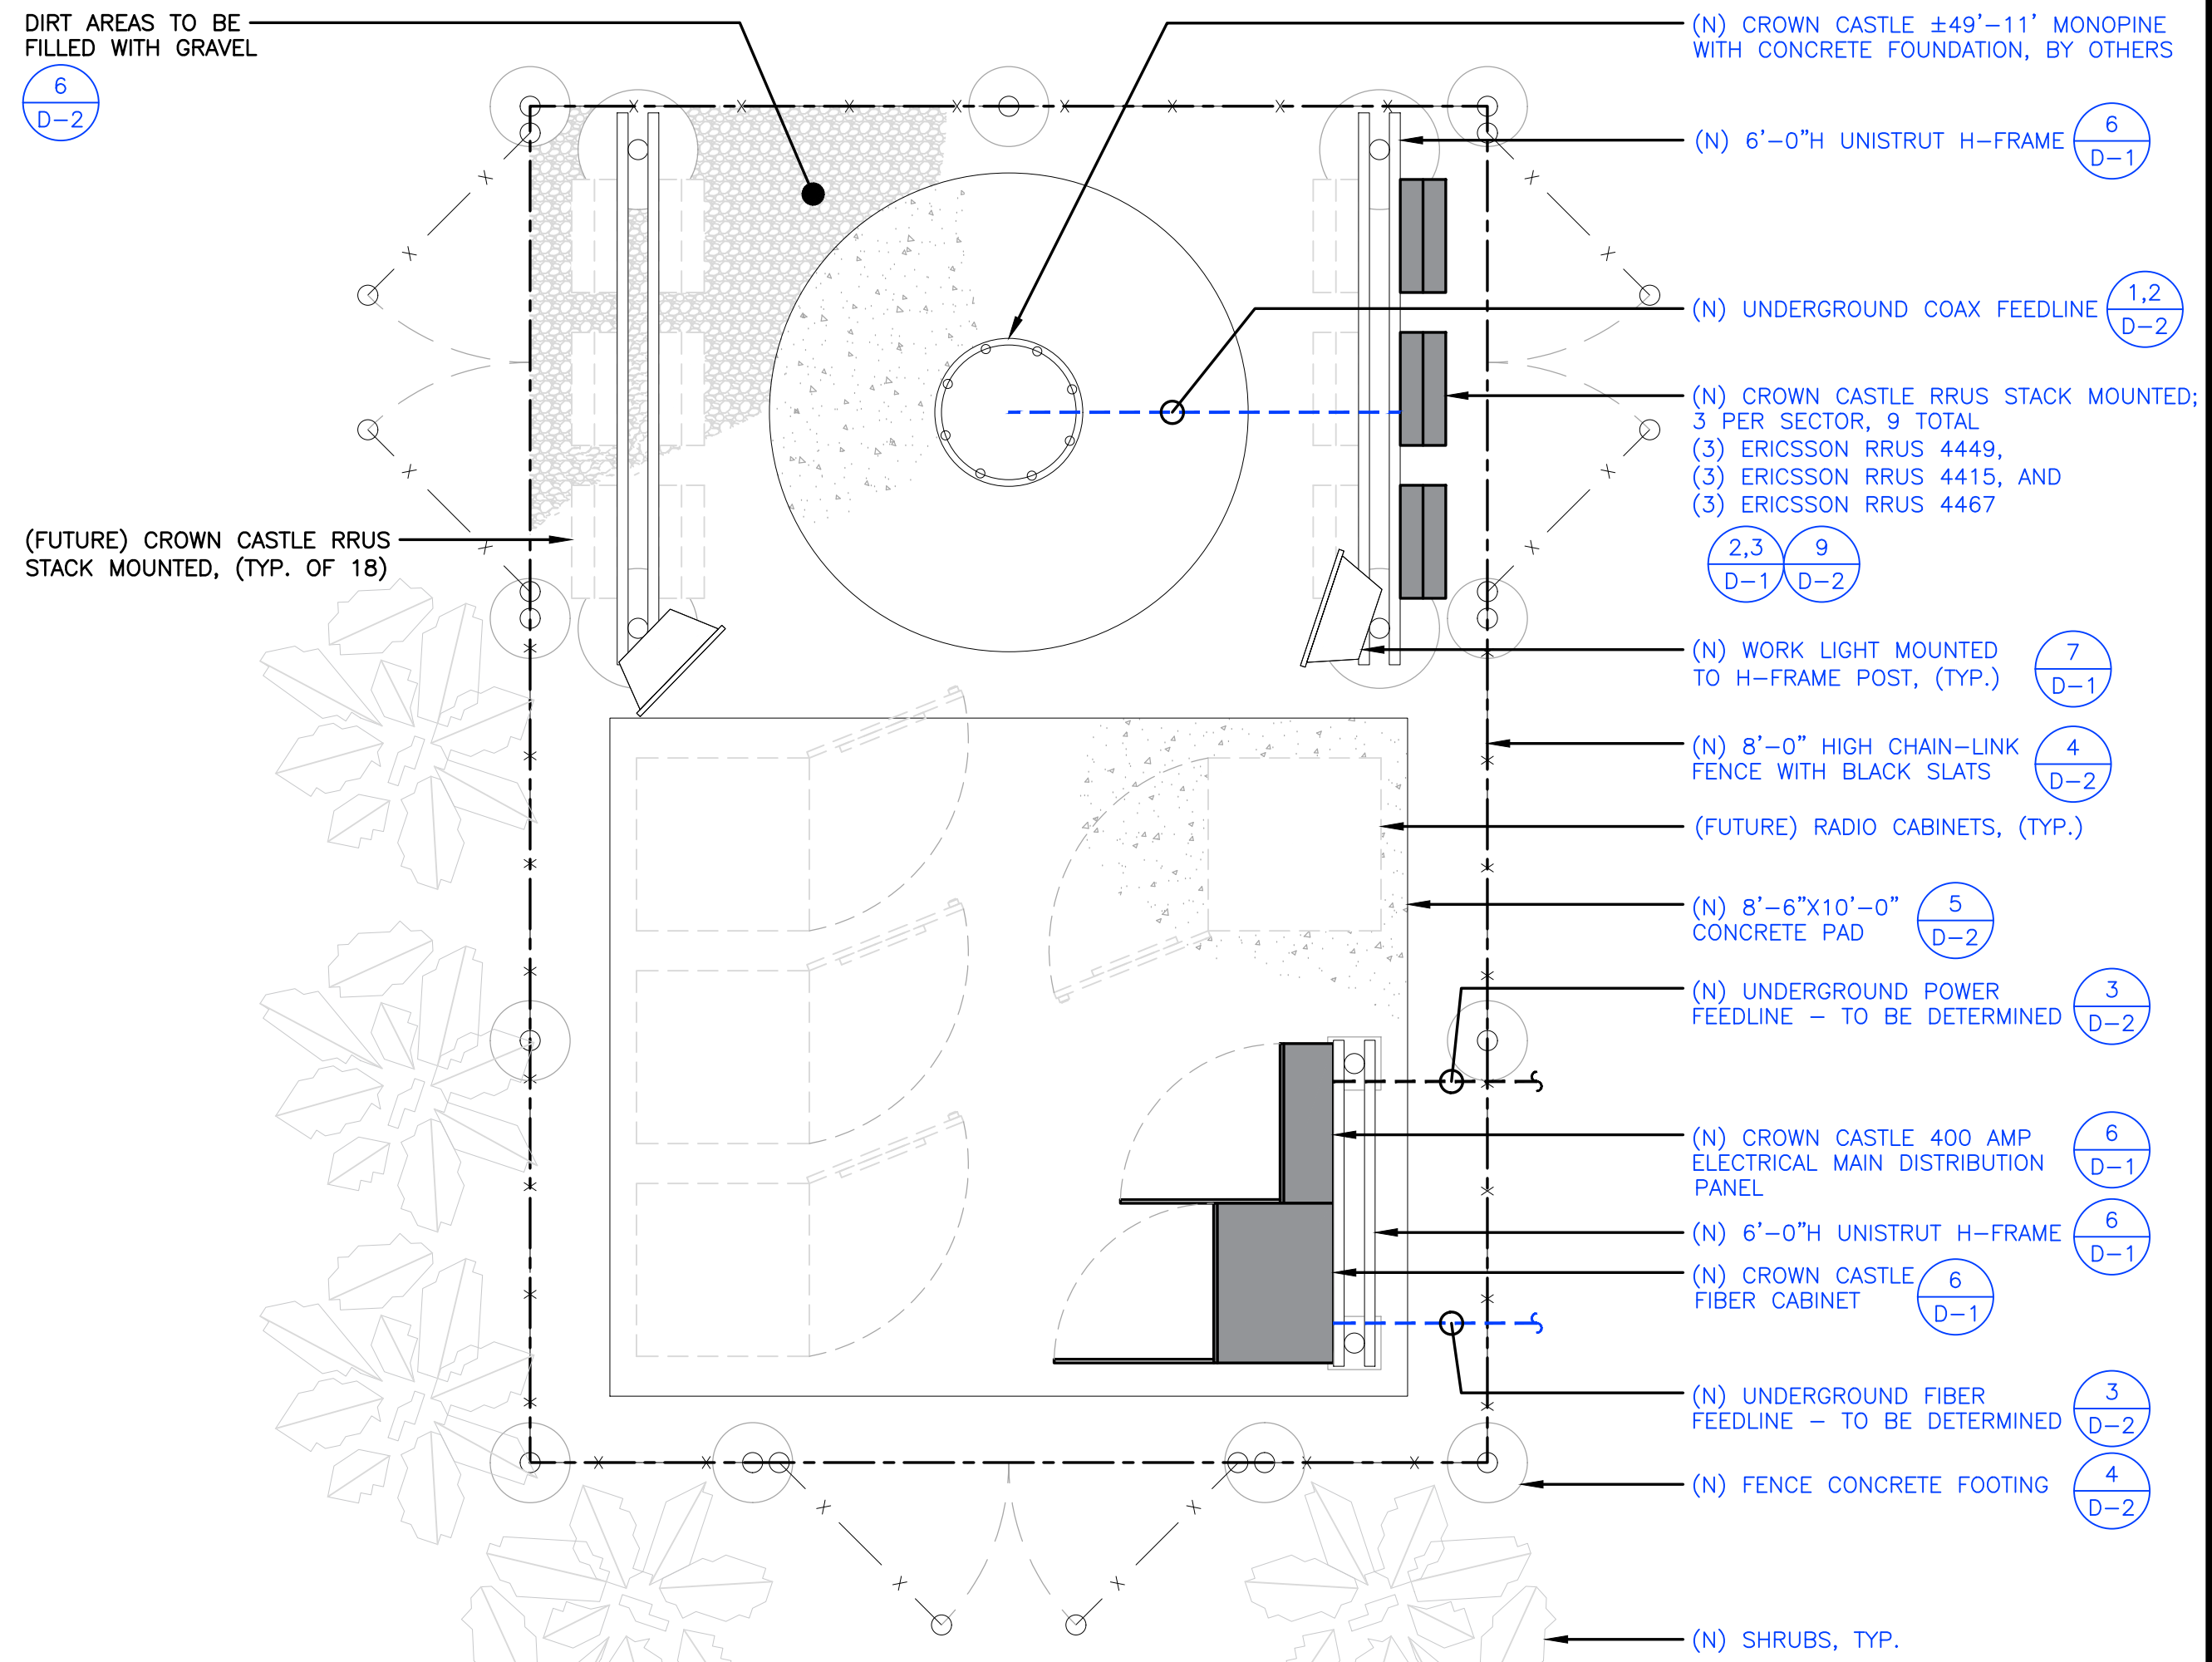 DIRT AREAS TO BE
FILLED WITH GRAVEL
6
D-2
(FUTURE) CROWN CASTLE RRUS
STACK MOUNTED, (TYP. OF 18)
(N) CROWN CASTLE ±49'-11' MONOPINE
WITH CONCRETE FOUNDATION, BY OTHERS
(N) 6'-0"H UNISTRUT H-FRAME
6
D-1
(N) UNDERGROUND COAX FEEDLINE
1,2
D-2
(N) CROWN CASTLE RRUS STACK MOUNTED;
3 PER SECTOR, 9 TOTAL
(3) ERICSSON RRUS 4449,
(3) ERICSSON RRUS 4415, AND
(3) ERICSSON RRUS 4467
2,3
D-1
9
D-2
(N) WORK LIGHT MOUNTED
TO H-FRAME POST, (TYP.)
7
D-1
(N) 8'-0" HIGH CHAIN-LINK
FENCE WITH BLACK SLATS
4
D-2
(FUTURE) RADIO CABINETS, (TYP.)
(N) 8'-6"X10'-0"
CONCRETE PAD
5
D-2
(N) UNDERGROUND POWER
FEEDLINE - TO BE DETERMINED
3
D-2
(N) CROWN CASTLE 400 AMP
ELECTRICAL MAIN DISTRIBUTION
PANEL
6
D-1
(N) 6'-0"H UNISTRUT H-FRAME
6
D-1
(N) CROWN CASTLE
FIBER CABINET
6
D-1
(N) UNDERGROUND FIBER
FEEDLINE - TO BE DETERMINED
3
D-2
(N) FENCE CONCRETE FOOTING
4
D-2
(N) SHRUBS, TYP.